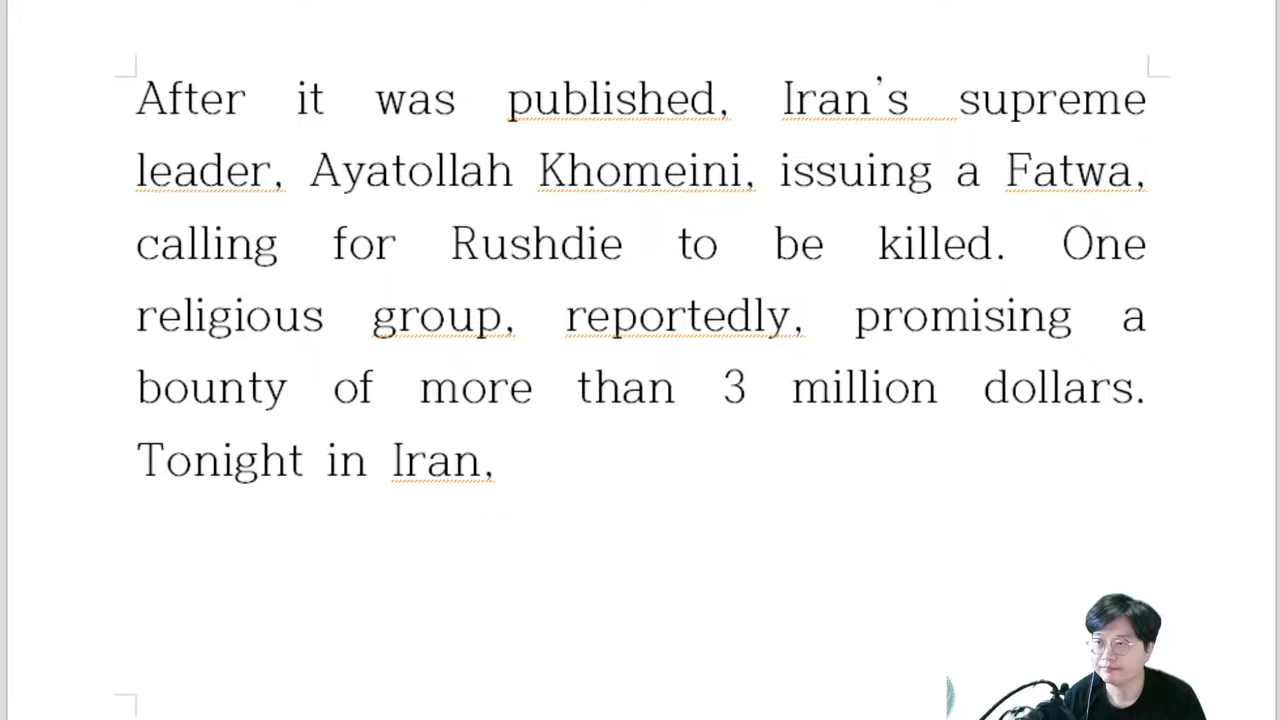 After it was published, Iran's supreme
leader, Ayatollah Khomeini, issuing a Fatwa,
calling for Rushdie to be killed. One
religious group, reportedly, promising a
bounty of more than 3 million dollars.
Tonight in Iran,